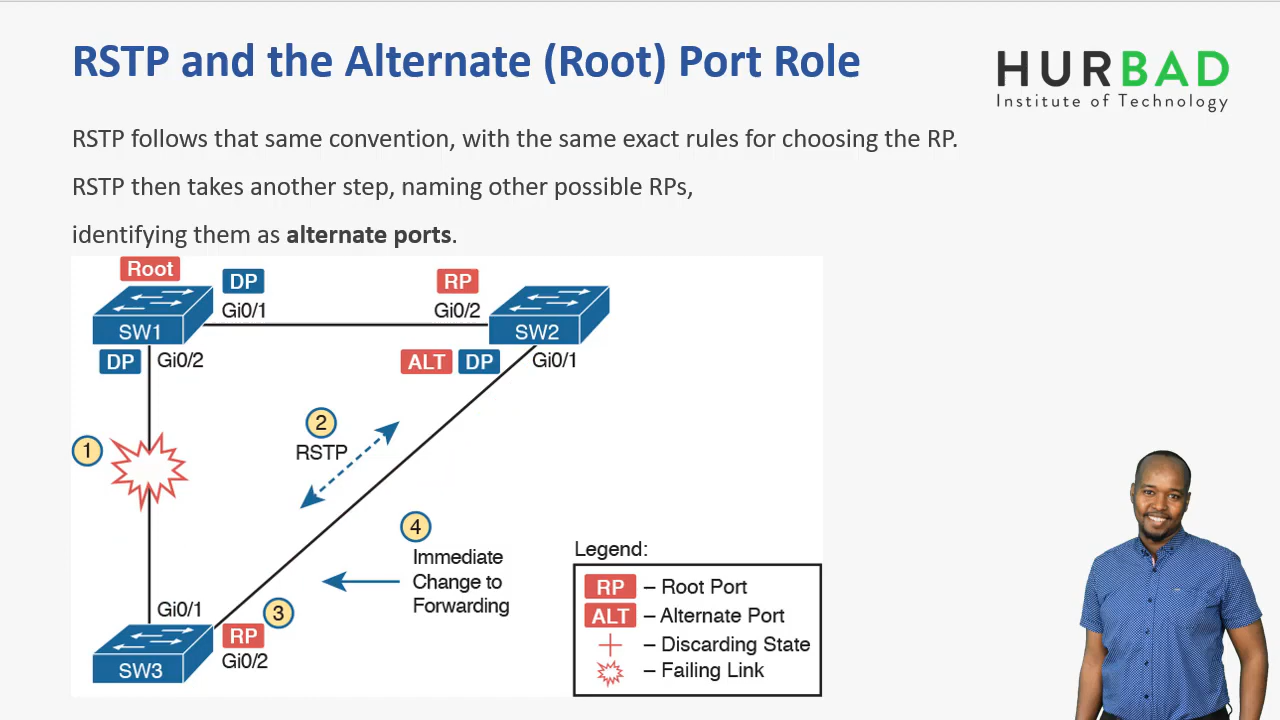 RSTP and the Alternate (Root) Port Role
HURBAD
Institute of Technology
RSTP follows that same convention, with the same exact rules for choosing the RP.
RSTP then takes another step, naming other possible RPs,
identifying them as alternate ports.
Root
DP
RP
Gi0/1
Gi0/2
SW1
SW2
DP
Gi0/2
ALT
DP
Gi0/1
2
1
RSTP
4
Immediate
Change to
Forwarding
Legend:
RP – Root Port
ALT – Alternate Port
– Discarding State
– Failing Link
Gi0/1
3
RP
Gi0/2
SW3